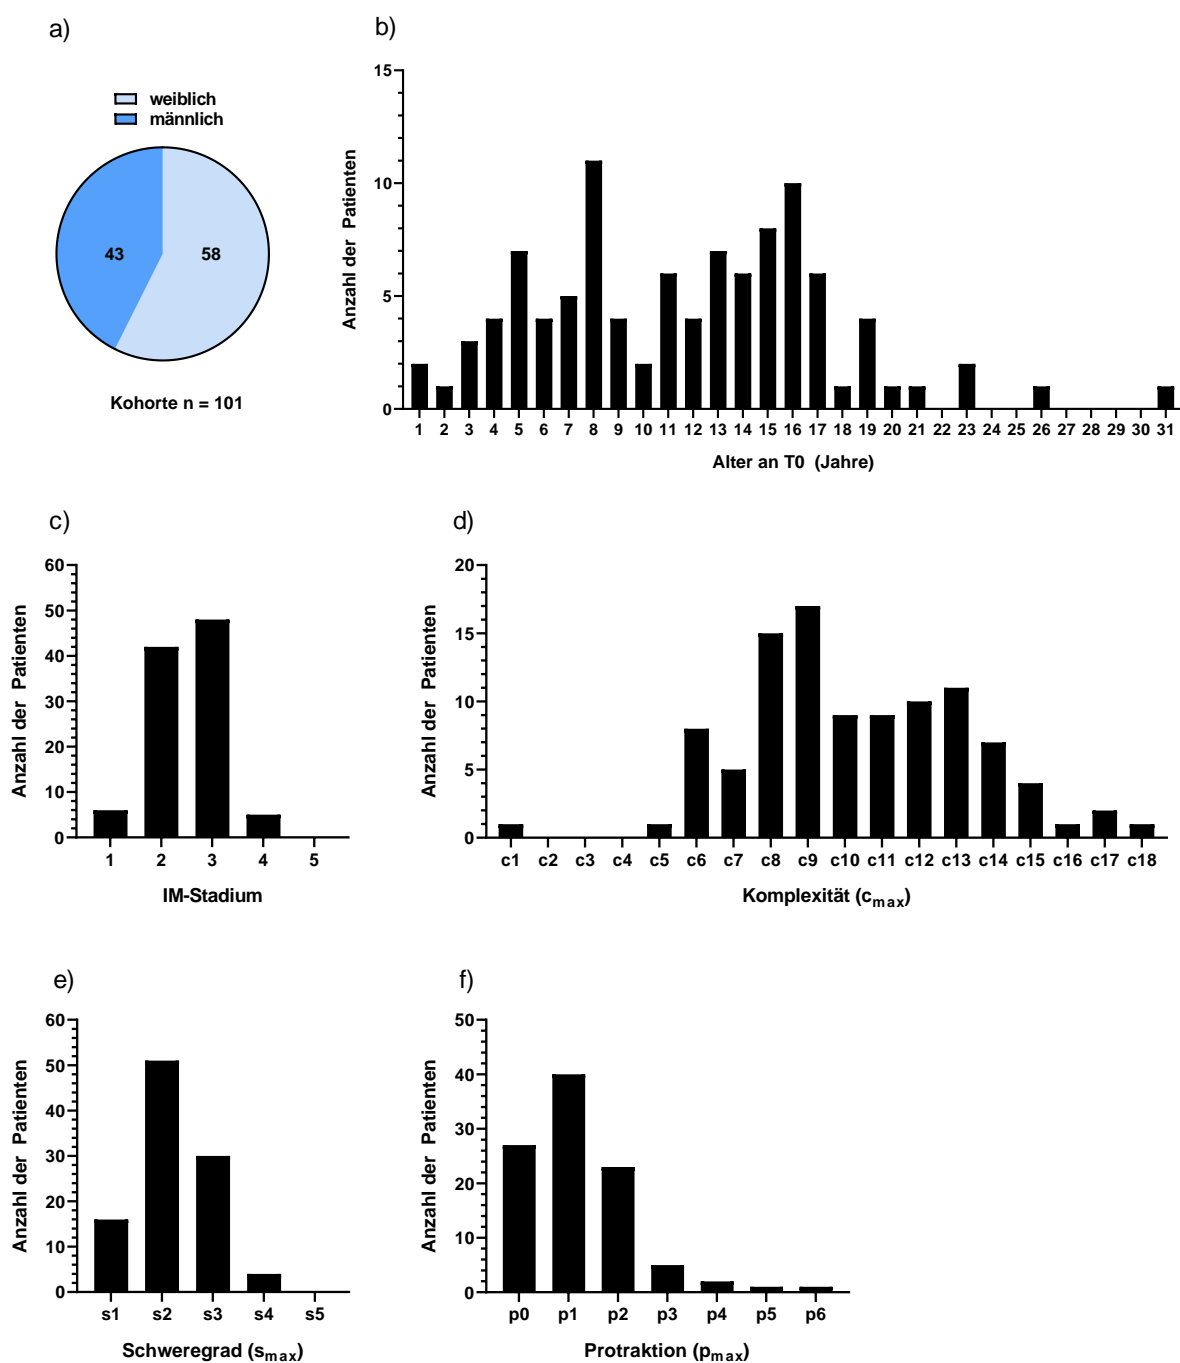 a)
weiblich
männlich
43 58
Kohorte n = 101
b)
Anzahl der Patienten
15
10
5
0
1 2 3 4 5 6 7 8 9 10 11 12 13 14 15 16 17 18 19 20 21 22 23 24 25 26 27 28 29 30 31
Alter an T0 (Jahre)
c)
Anzahl der Patienten
60
50
40
30
20
10
0
1 2 3 4 5
IM-Stadium
d)
Anzahl der Patienten
20
15
10
5
0
c1 c2 c3 c4 c5 c6 c7 c8 c9 c10 c11 c12 c13 c14 c15 c16 c17 c18
Komplexität (cmax)
e)
Anzahl der Patienten
60
50
40
30
20
10
0
s1 s2 s3 s4 s5
Schweregrad (smax)
f)
Anzahl der Patienten
50
40
30
20
10
0
p0 p1 p2 p3 p4 p5 p6
Protraktion (pmax)